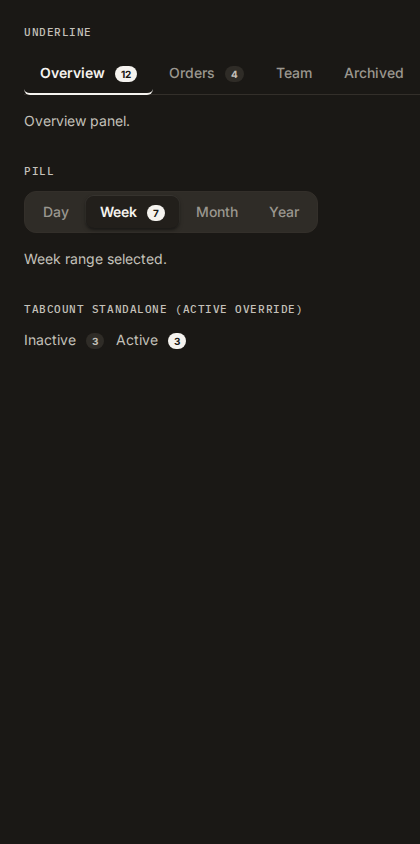 UNDERLINE
Overview 12 Orders 4 Team Archived
Overview panel.
PILL
Day Week 7 Month Year
Week range selected.
TABCOUNT STANDALONE (ACTIVE OVERRIDE)
Inactive 3 Active 3